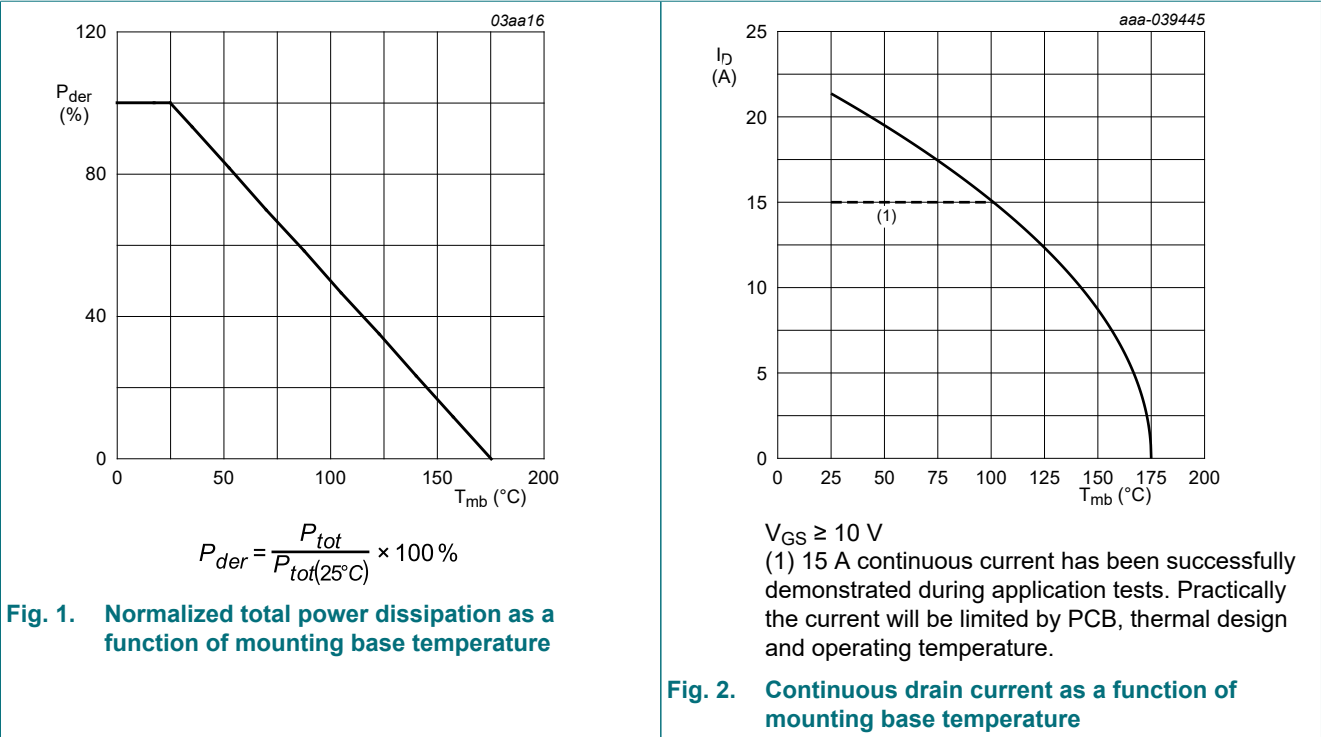 03aa16
120
P_der
(%)
80
40
0
0 50 100 150 200
T_mb (°C)
P_der = P_tot / P_tot(25°C) × 100 %
Fig. 1. Normalized total power dissipation as a
function of mounting base temperature
aaa-039445
25
I_D
(A)
20
15
(1)
10
5
0
0 25 50 75 100 125 150 175 200
T_mb (°C)
V_GS ≥ 10 V
(1) 15 A continuous current has been successfully
demonstrated during application tests. Practically
the current will be limited by PCB, thermal design
and operating temperature.
Fig. 2. Continuous drain current as a function of
mounting base temperature